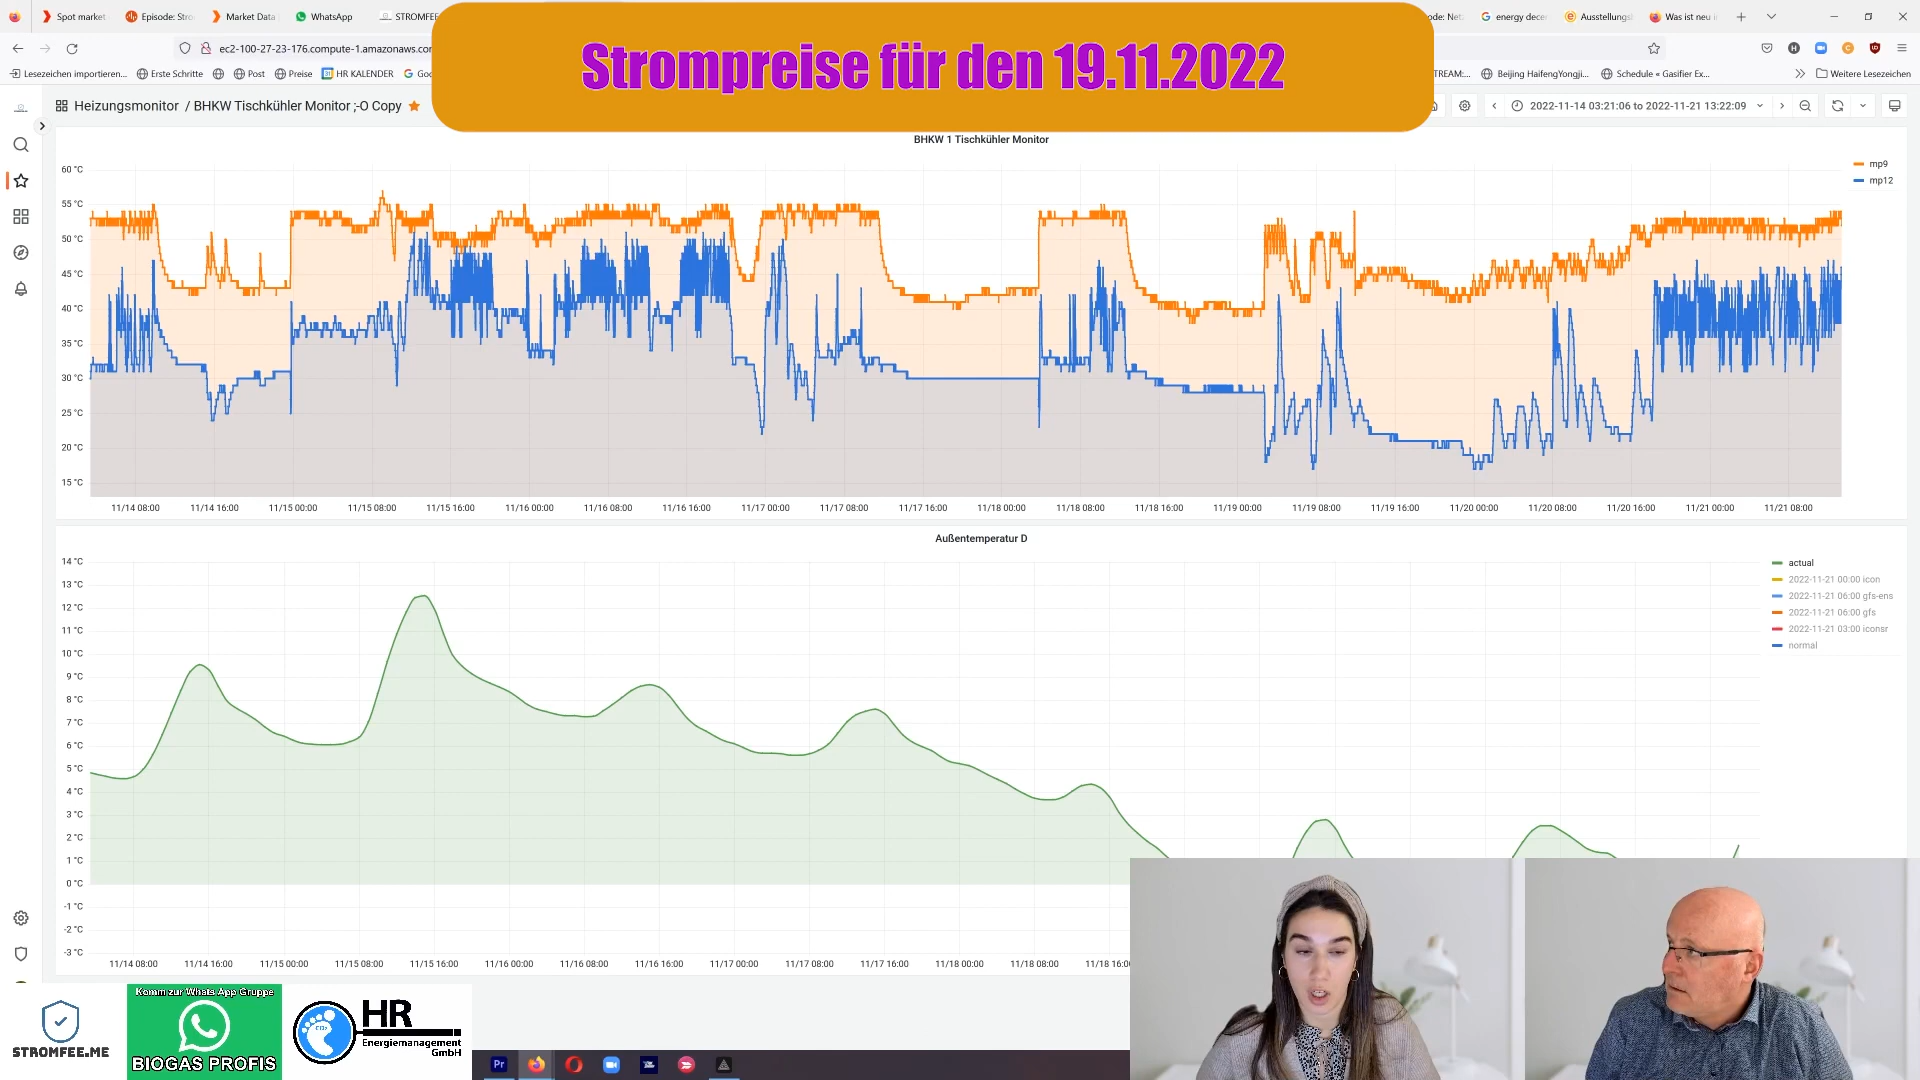 Spot market
Episode: Stro
Market Data
WhatsApp
STROMFEE
ode: Net
energy dece
Ausstellungs
Was ist neu i
ec2-100-27-23-176.compute-1.amazonaws.com
Lesezeichen importieren...
Erste Schritte
Post
Preise
HR KALENDER
Goo
TREAM:...
Beijing HaifengYongji...
Schedule « Gasifier Ex...
Weitere Lesezeichen
Strompreise für den 19.11.2022
Heizungsmonitor / BHKW Tischkühler Monitor ;-O Copy
2022-11-14 03:21:06 to 2022-11-21 13:22:09
BHKW 1 Tischkühler Monitor
60 °C
55 °C
50 °C
45 °C
40 °C
35 °C
30 °C
25 °C
20 °C
15 °C
mp9
mp12
11/14 08:00 11/14 16:00 11/15 00:00 11/15 08:00 11/15 16:00 11/16 00:00 11/16 08:00 11/16 16:00 11/17 00:00 11/17 08:00 11/17 16:00 11/18 00:00 11/18 08:00 11/18 16:00 11/19 00:00 11/19 08:00 11/19 16:00 11/20 00:00 11/20 08:00 11/20 16:00 11/21 00:00 11/21 08:00
Außentemperatur D
14 °C
13 °C
12 °C
11 °C
10 °C
9 °C
8 °C
7 °C
6 °C
5 °C
4 °C
3 °C
2 °C
1 °C
0 °C
-1 °C
-2 °C
-3 °C
actual
2022-11-21 00:00 icon
2022-11-21 06:00 gfs-ens
2022-11-21 06:00 gfs
2022-11-21 03:00 iconsr
normal
11/14 08:00 11/14 16:00 11/15 00:00 11/15 08:00 11/15 16:00 11/16 00:00 11/16 08:00 11/16 16:00 11/17 00:00 11/17 08:00 11/17 16:00 11/18 00:00 11/18 08:00 11/18 16:00
STROMFEE.ME
Komm zur Whats App Gruppe
BIOGAS PROFIS
CO₂
HR
Energiemanagement
GmbH
Pr